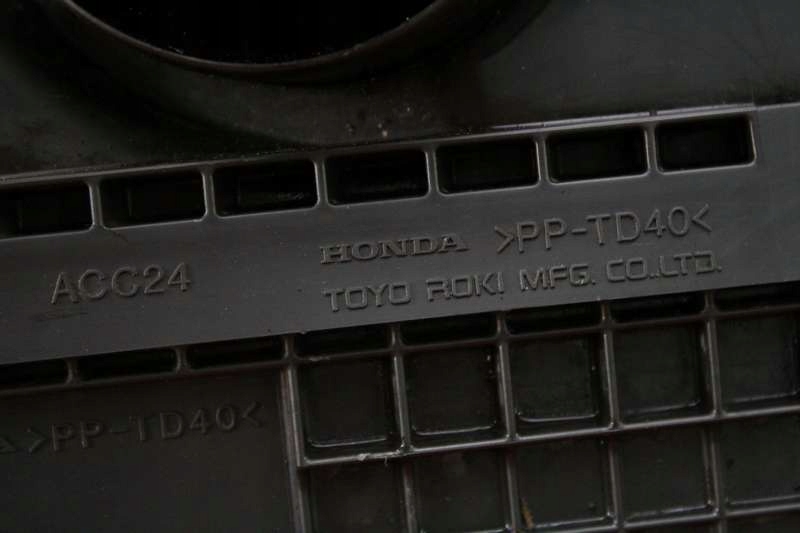 HONDA >PP-TD40<
ACC24
TOYO ROKI MFG. CO.,LTD.
A>PP-TD40<